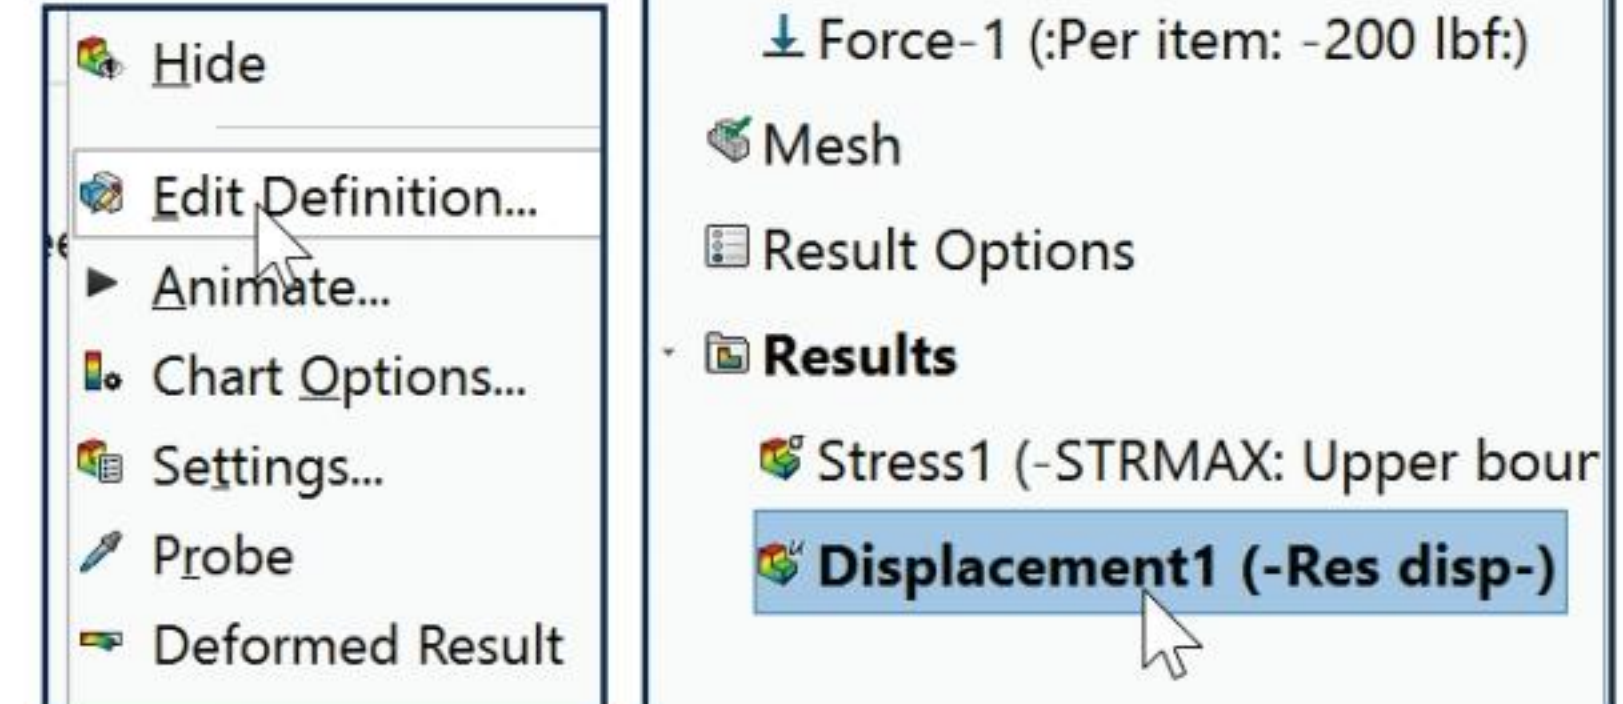 Hide
Edit Definition...
Animate...
Chart Options...
Settings...
Probe
Deformed Result
Force-1 (:Per item: -200 lbf:)
Mesh
Result Options
Results
Stress1 (-STRMAX: Upper
Displacement1 (-Res disp-)